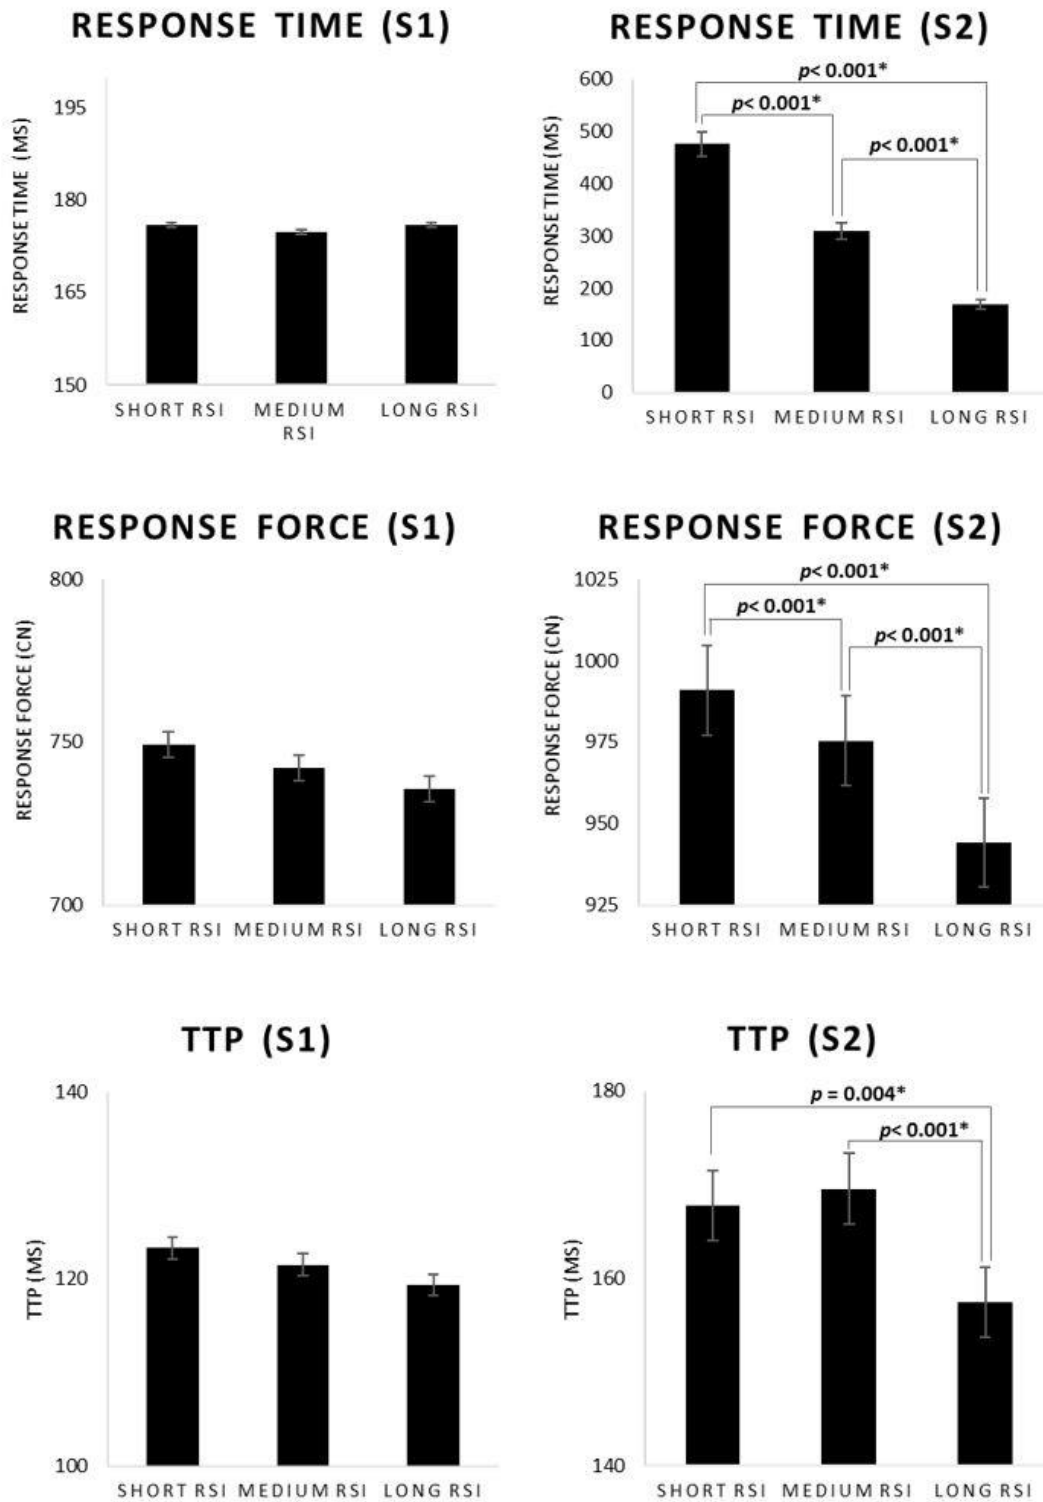 RESPONSE TIME (S1)
RESPONSE TIME (MS)
195
180
165
150
SHORT RSI
MEDIUM
RSI
LONG RSI
RESPONSE TIME (S2)
RESPONSE TIME (MS)
600
500
400
300
200
100
0
p< 0.001*
p< 0.001*
p< 0.001*
SHORT RSI
MEDIUM RSI
LONG RSI
RESPONSE FORCE (S1)
RESPONSE FORCE (CN)
800
750
700
SHORT RSI
MEDIUM RSI
LONG RSI
RESPONSE FORCE (S2)
RESPONSE FORCE (CN)
1025
1000
975
950
925
p< 0.001*
p< 0.001*
p< 0.001*
SHORT RSI
MEDIUM RSI
LONG RSI
TTP (S1)
TTP (MS)
140
120
100
SHORT RSI
MEDIUM RSI
LONG RSI
TTP (S2)
TTP (MS)
180
160
140
p = 0.004*
p< 0.001*
SHORT RSI
MEDIUM RSI
LONG RSI